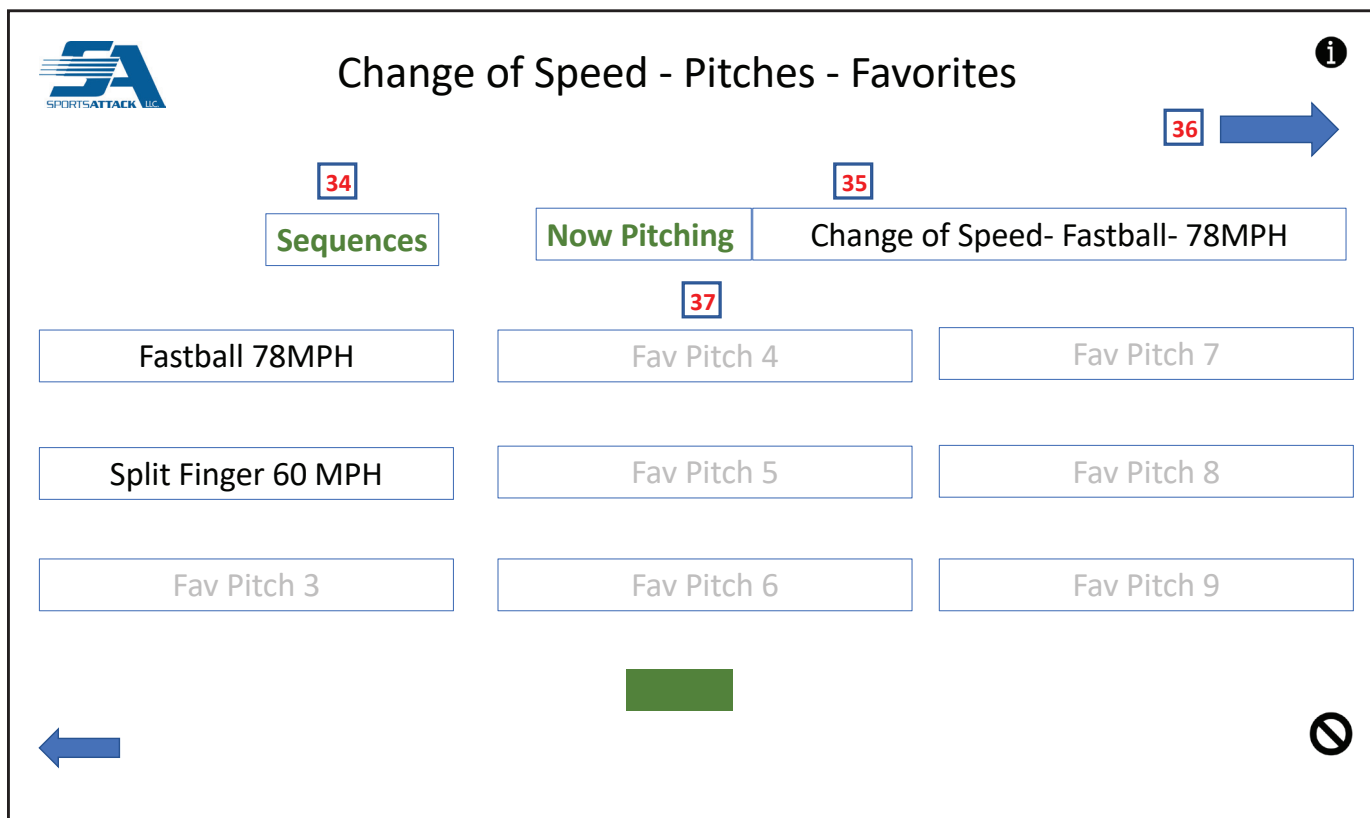 SA
SPORTSATTACK LLC.
Change of Speed - Pitches - Favorites
i
36
34
35
Sequences
Now Pitching
Change of Speed- Fastball- 78MPH
37
Fastball 78MPH
Fav Pitch 4
Fav Pitch 7
Split Finger 60 MPH
Fav Pitch 5
Fav Pitch 8
Fav Pitch 3
Fav Pitch 6
Fav Pitch 9